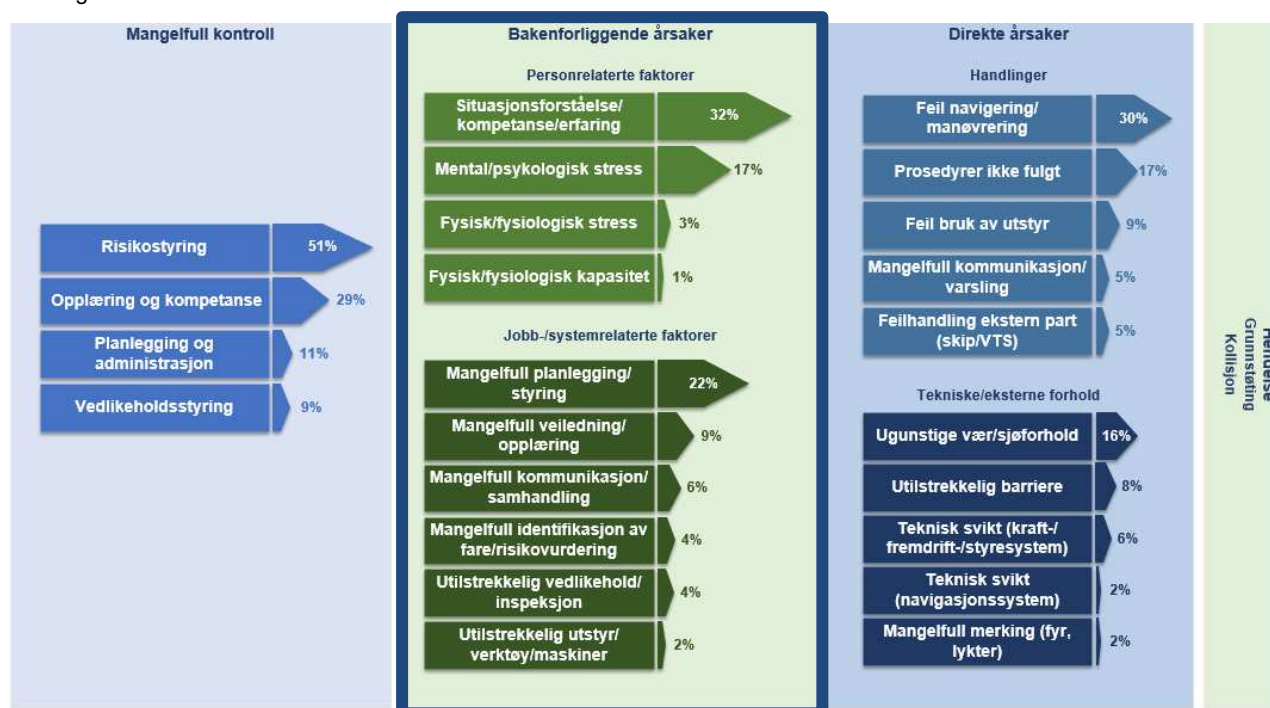 Mangelfull kontroll
Risikostyring
51%
Opplæring og kompetanse
29%
Planlegging og
administrasjon
11%
Vedlikeholdsstyring
9%
Bakenforliggende årsaker
Personrelaterte faktorer
Situasjonsforståelse/
kompetanse/erfaring
32%
Mental/psykologisk stress
17%
Fysisk/fysiologisk stress
3%
Fysisk/fysiologisk kapasitet
1%
Jobb-/systemrelaterte faktorer
Mangelfull planlegging/
styring
22%
Mangelfull veiledning/
opplæring
9%
Mangelfull kommunikasjon/
samhandling
6%
Mangelfull identifikasjon av
fare/risikovurdering
4%
Utilstrekkelig vedlikehold/
inspeksjon
4%
Utilstrekkelig utstyr/
verktøy/maskiner
2%
Direkte årsaker
Handlinger
Feil navigering/
manøvrering
30%
Prosedyrer ikke fulgt
17%
Feil bruk av utstyr
9%
Mangelfull kommunikasjon/
varsling
5%
Feilhandling ekstern part
(skip/VTS)
5%
Tekniske/eksterne forhold
Ugunstige vær/sjøforhold
16%
Utilstrekkelig barriere
8%
Teknisk svikt (kraft-/
fremdrift-/styresystem)
6%
Teknisk svikt
(navigasjonssystem)
2%
Mangelfull merking (fyr,
lykter)
2%
Hendelse
Grunnstøting
Kollisjon